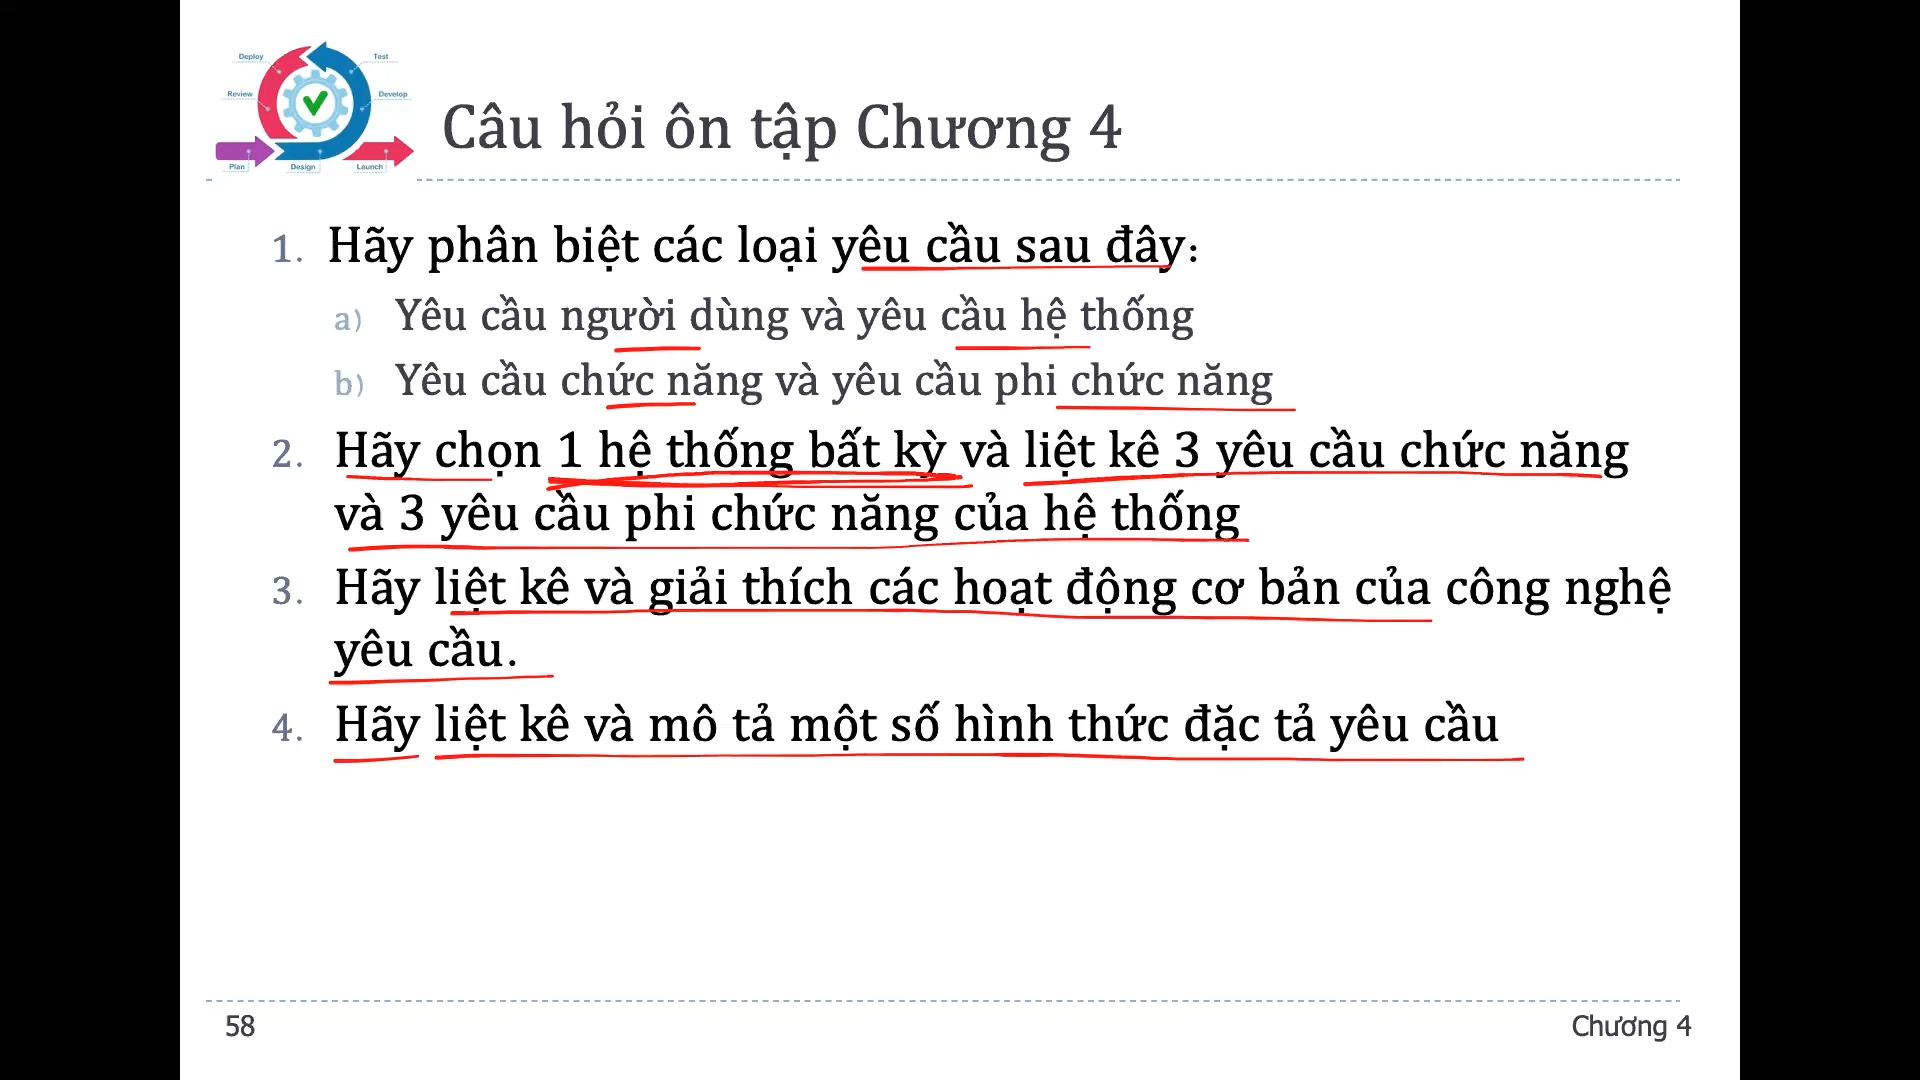 Deploy
Test
Review
Develop
Plan
Design
Launch
Câu hỏi ôn tập Chương 4
1. Hãy phân biệt các loại yêu cầu sau đây:
a) Yêu cầu người dùng và yêu cầu hệ thống
b) Yêu cầu chức năng và yêu cầu phi chức năng
2. Hãy chọn 1 hệ thống bất kỳ và liệt kê 3 yêu cầu chức năng
và 3 yêu cầu phi chức năng của hệ thống
3. Hãy liệt kê và giải thích các hoạt động cơ bản của công nghệ
yêu cầu.
4. Hãy liệt kê và mô tả một số hình thức đặc tả yêu cầu
58
Chương 4